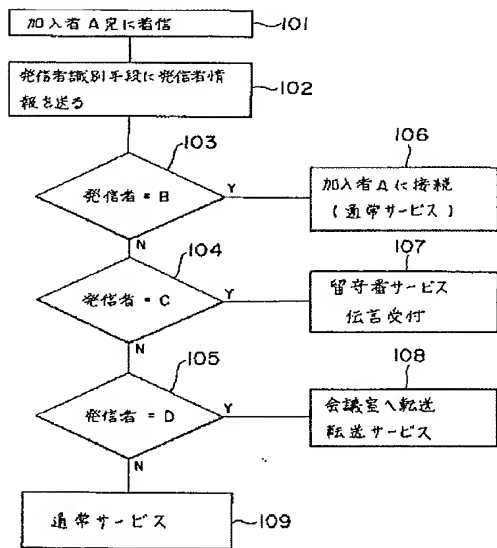 加入者A宛に着信
101
発信者識別手段に発信者情
報を送る
102
103
発信者=B
Y
N
106
加入者Aに接続
(通常サービス)
104
発信者=C
Y
N
107
留守番サービス
伝言受付
105
発信者=D
Y
N
108
会議室へ転送
転送サービス
通常サービス
109